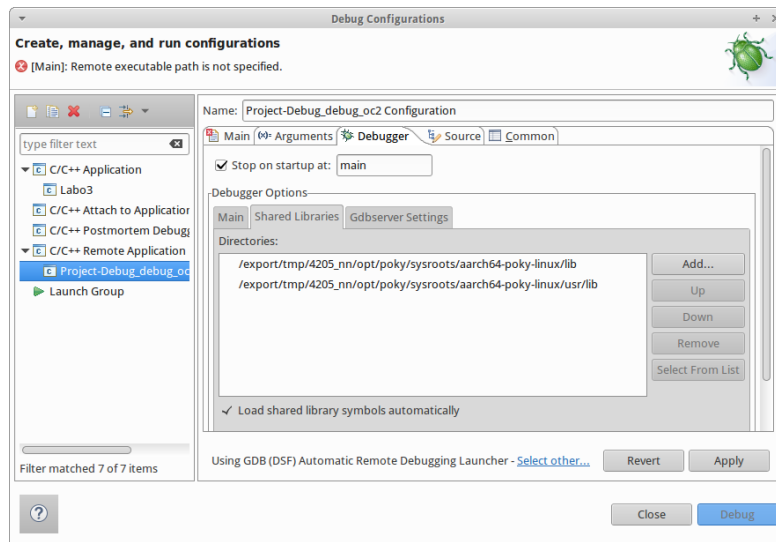 Debug Configurations
Create, manage, and run configurations
[Main]: Remote executable path is not specified.
type filter text
C/C++ Application
Labo3
C/C++ Attach to Application
C/C++ Postmortem Debugg
C/C++ Remote Application
Project-Debug_debug_oc
Launch Group
Filter matched 7 of 7 items
Name: Project-Debug_debug_oc2 Configuration
Main (x)= Arguments Debugger Source Common
Stop on startup at: main
Debugger Options
Main Shared Libraries Gdbserver Settings
Directories:
/export/tmp/4205_nn/opt/poky/sysroots/aarch64-poky-linux/lib
/export/tmp/4205_nn/opt/poky/sysroots/aarch64-poky-linux/usr/lib
Add...
Up
Down
Remove
Select From List
Load shared library symbols automatically
Using GDB (DSF) Automatic Remote Debugging Launcher - Select other...
Revert Apply
? Close Debug